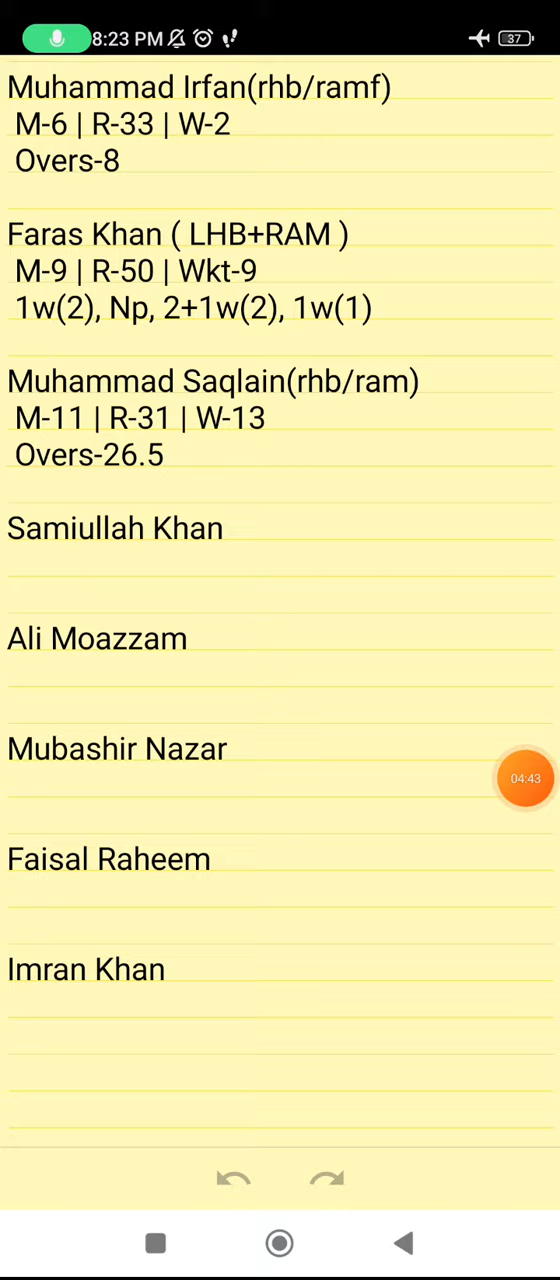 8:23 PM 37
Muhammad Irfan(rhb/ramf)
M-6 | R-33 | W-2
Overs-8
Faras Khan ( LHB+RAM )
M-9 | R-50 | Wkt-9
1w(2), Np, 2+1w(2), 1w(1)
Muhammad Saqlain(rhb/ram)
M-11 | R-31 | W-13
Overs-26.5
Samiullah Khan
Ali Moazzam
Mubashir Nazar
04:43
Faisal Raheem
Imran Khan